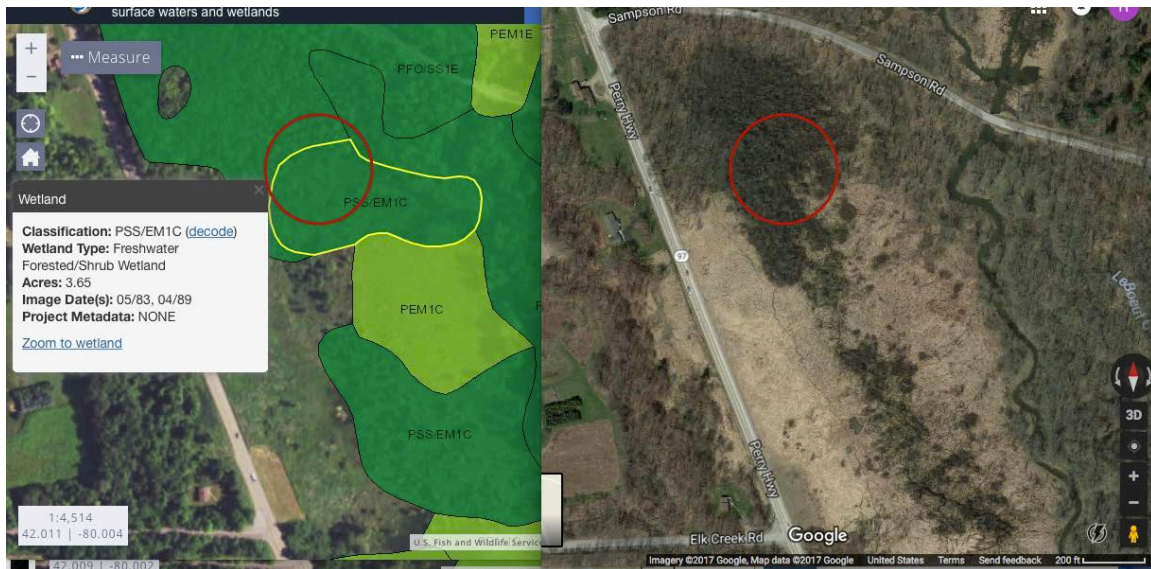 surface waters and wetlands
+
−
••• Measure
PEM1E
PFO/SS1E
PSS/EM1C
PEM1C
PSS/EM1C
Wetland
×
Classification: PSS/EM1C (decode)
Wetland Type: Freshwater
Forested/Shrub Wetland
Acres: 3.65
Image Date(s): 05/83, 04/89
Project Metadata: NONE
Zoom to wetland
1:4,514
42.011 | -80.004
42.009 | -80.002
U.S. Fish and Wildlife Servic
Sampson Rd
Sampson Rd
Perry Hwy
97
Perry Hwy
Elk Creek Rd
LeBoeuf C
3D
+
−
Google
Imagery ©2017 Google, Map data ©2017 Google United States Terms Send feedback 200 ft